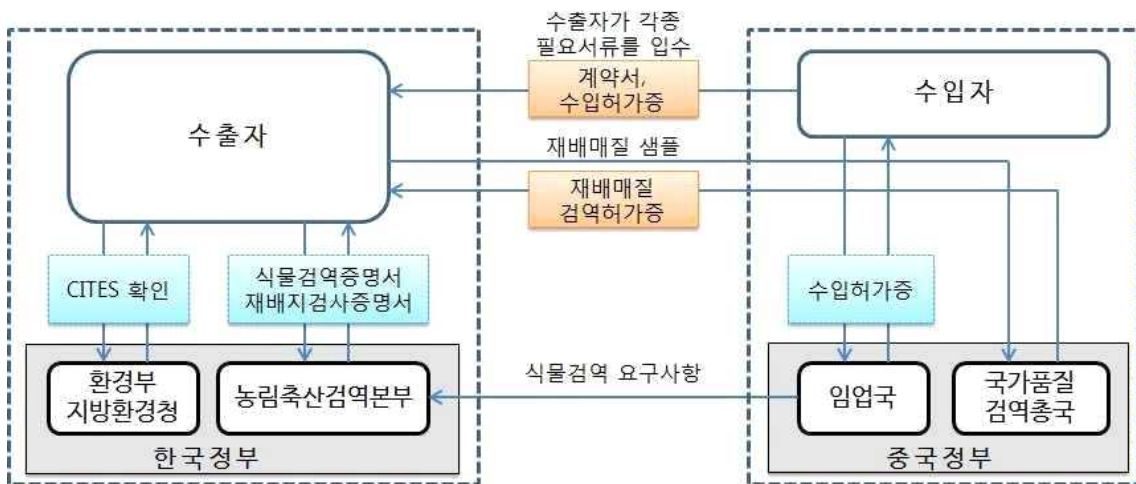 수출자가 각종
필요서류를 입수
계약서,
수입허가증
수출자
수입자
재배매질 샘플
재배매질
검역허가증
CITES 확인
식물검역증명서
재배지검사증명서
수입허가증
환경부
지방환경청
농림축산검역본부
식물검역 요구사항
임업국
국가품질
검역총국
한국정부
중국정부